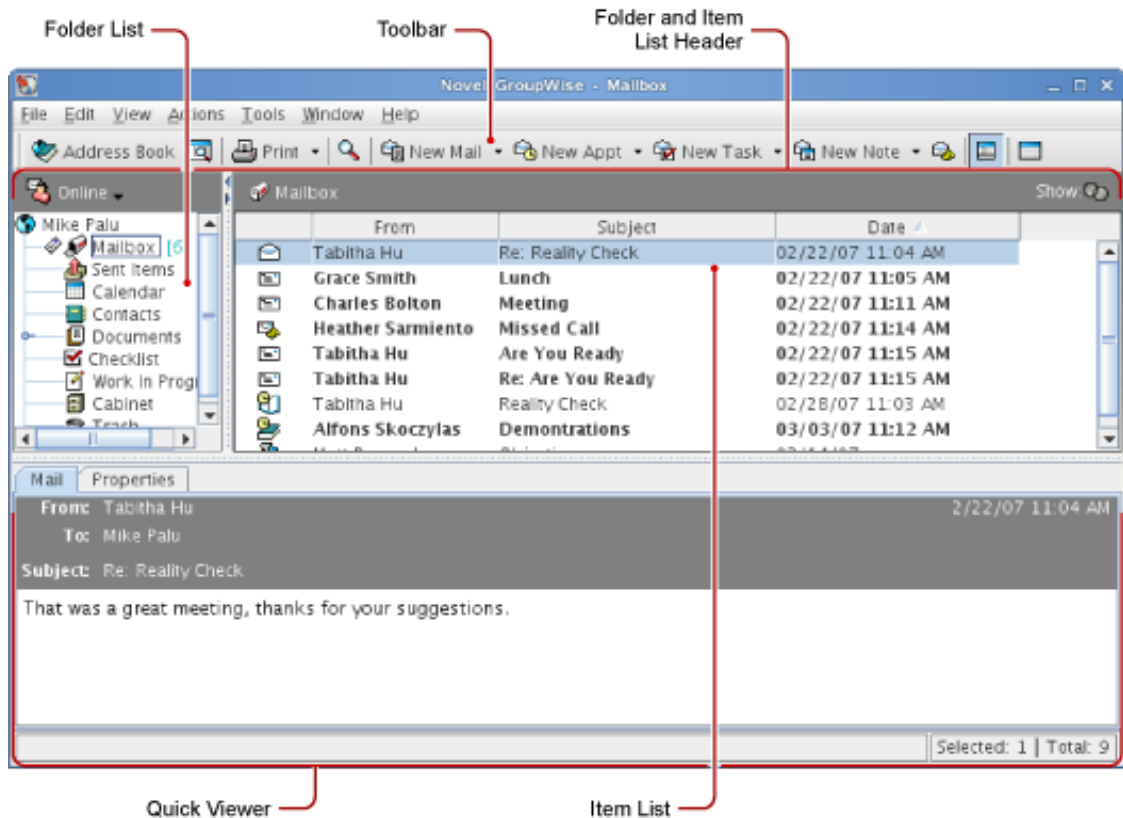 Folder List
Toolbar
Folder and Item
List Header
Novell GroupWise - Mailbox
File Edit View Actions Tools Window Help
Address Book Print New Mail New Appt New Task New Note
Online Mailbox Show:
Mike Palu
Mailbox [6
Sent Items
Calendar
Contacts
Documents
Checklist
Work In Progr
Cabinet
Trash
From Subject Date
Tabitha Hu Re: Reality Check 02/22/07 11:04 AM
Grace Smith Lunch 02/22/07 11:05 AM
Charles Bolton Meeting 02/22/07 11:11 AM
Heather Sarmiento Missed Call 02/22/07 11:14 AM
Tabitha Hu Are You Ready 02/22/07 11:15 AM
Tabitha Hu Re: Are You Ready 02/22/07 11:15 AM
Tabitha Hu Reality Check 02/28/07 11:03 AM
Alfons Skoczylas Demontrations 03/03/07 11:12 AM
Mail Properties
From: Tabitha Hu 2/22/07 11:04 AM
To: Mike Palu
Subject: Re: Reality Check
That was a great meeting, thanks for your suggestions.
Selected: 1 Total: 9
Quick Viewer
Item List